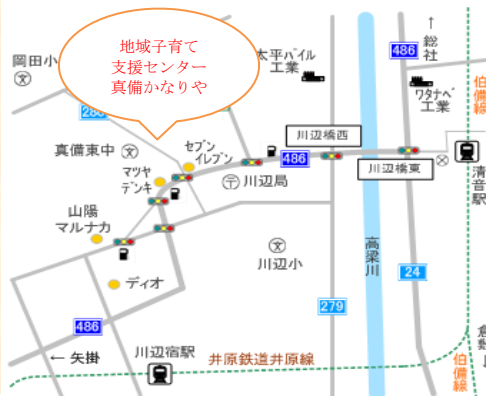 地域子育て
支援センター
真備かなりや
岡田小
文
太平パイル
工業
486
↑
総社
ワタナベ
工業
伯備線
真備東中
文
セブン
イレブン
川辺橋西
486
川辺橋東
清音駅
マツヤ
デンキ
〒
川辺局
山陽
マルナカ
文
川辺小
高梁川
24
ディオ
279
486
← 矢掛
川辺宿駅
井原鉄道井原線
伯備線